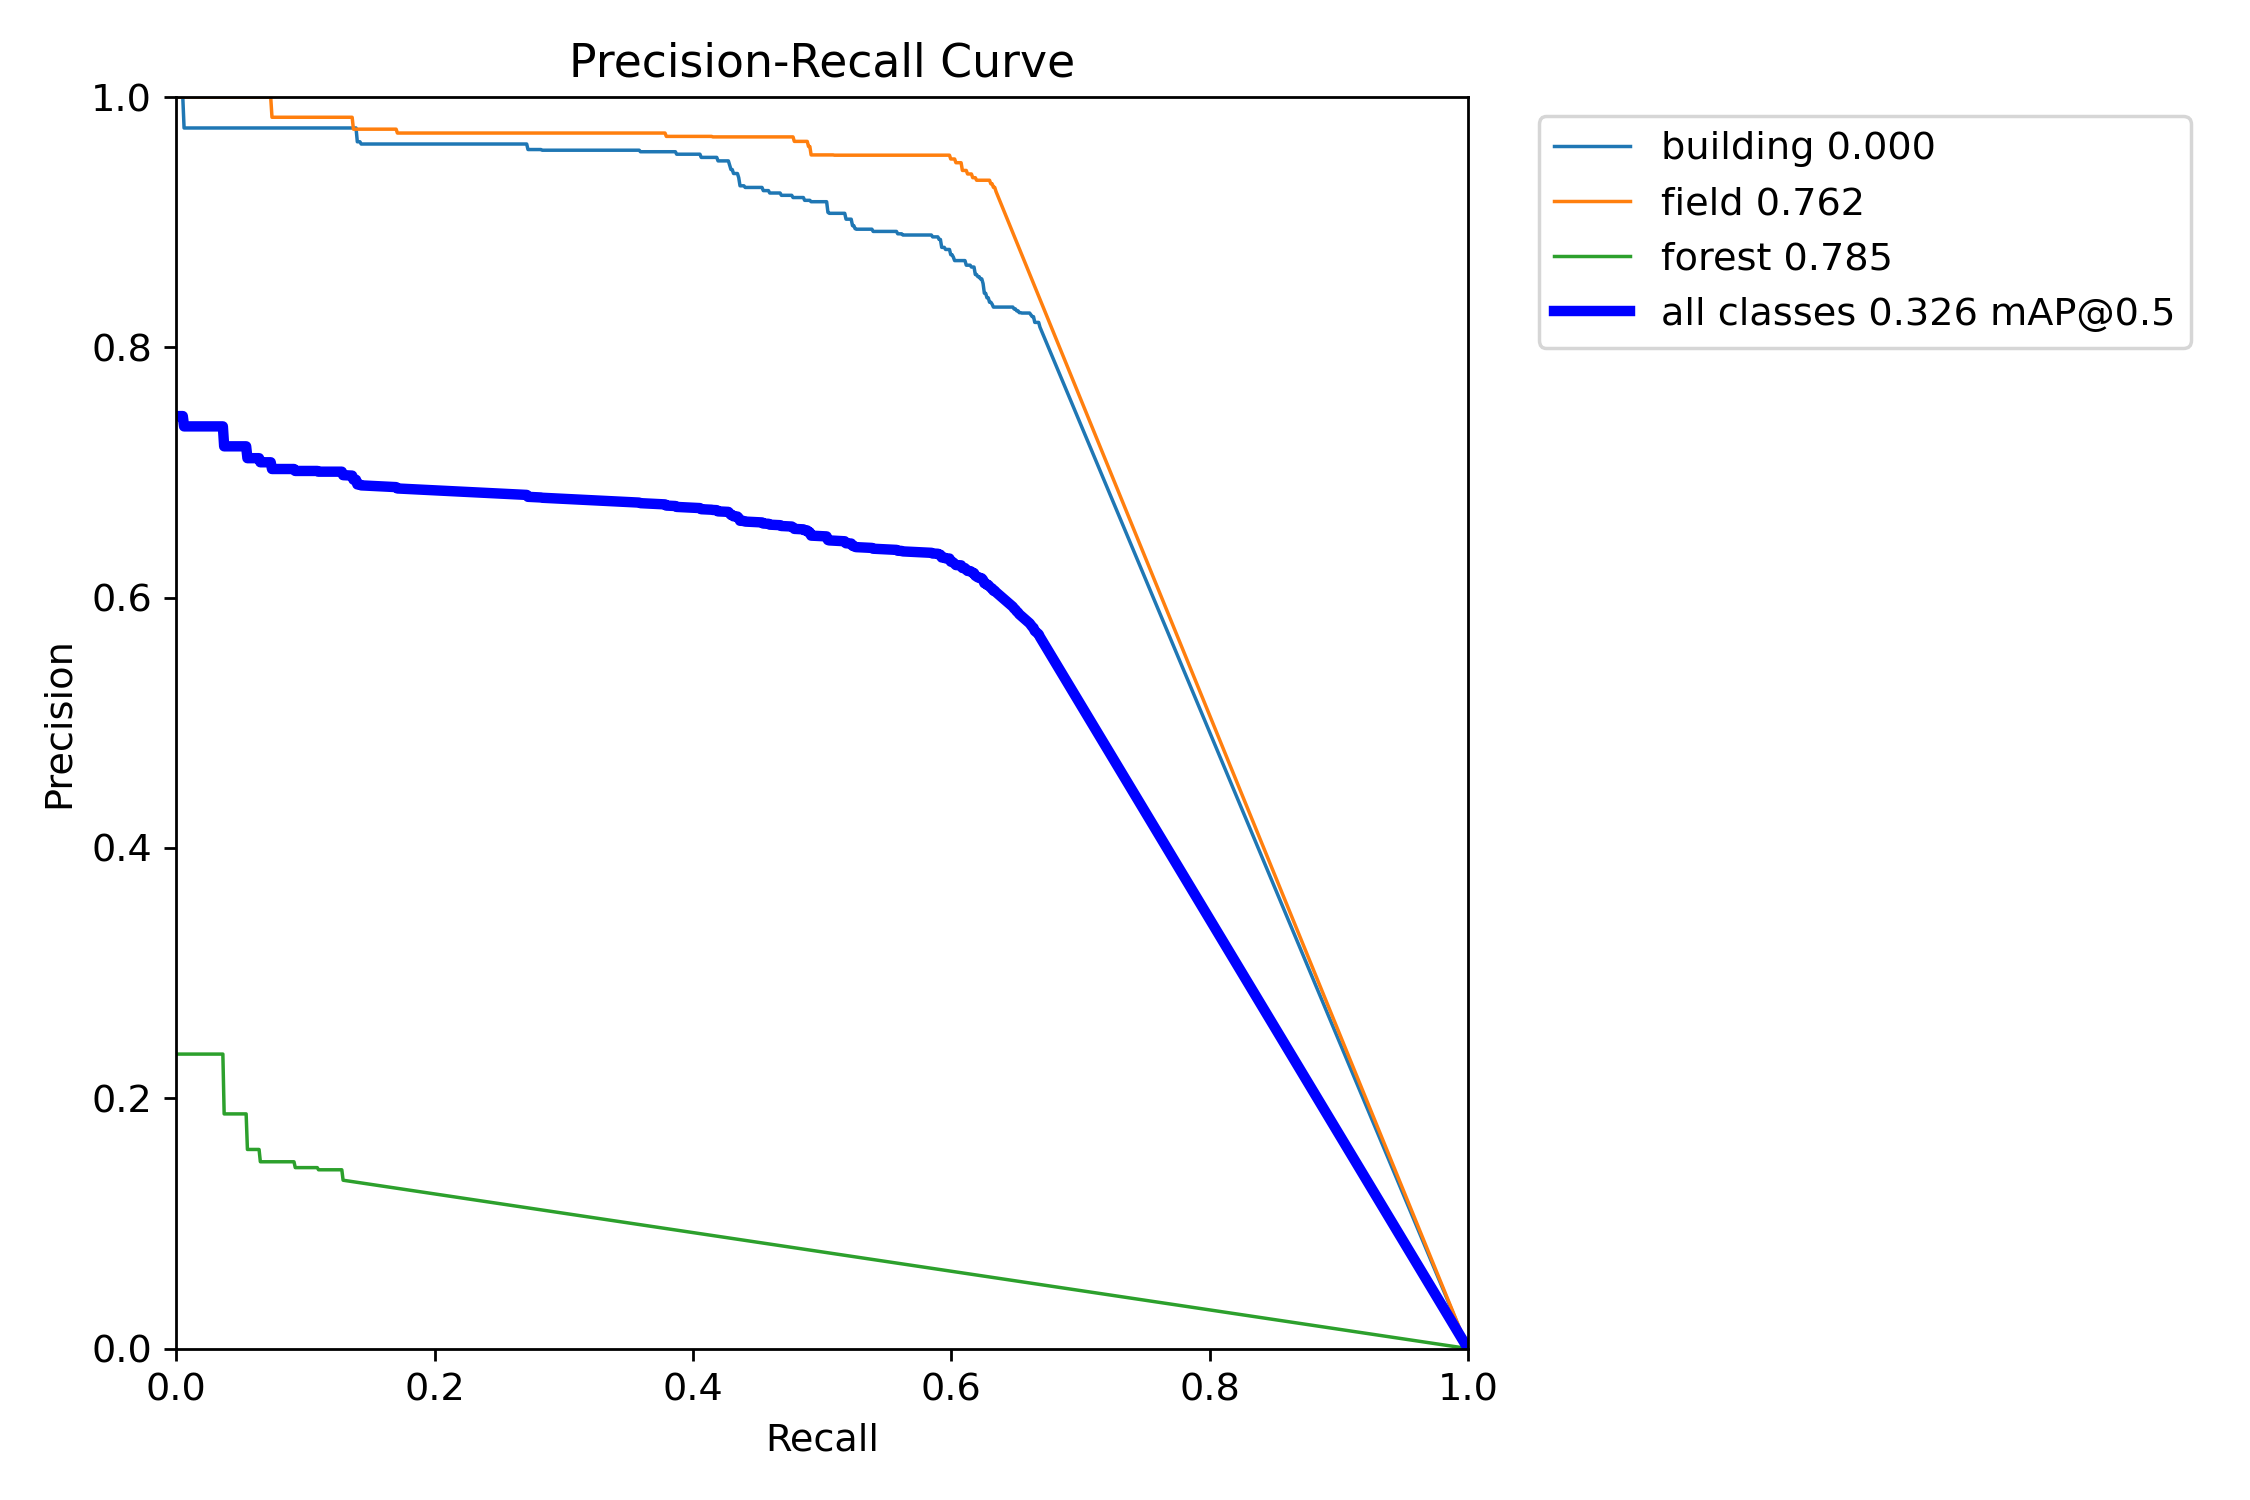 Precision-Recall Curve
building 0.000
field 0.762
forest 0.785
all classes 0.326 mAP@0.5
Precision
1.0
0.8
0.6
0.4
0.2
0.0
0.0 0.2 0.4 0.6 0.8 1.0
Recall